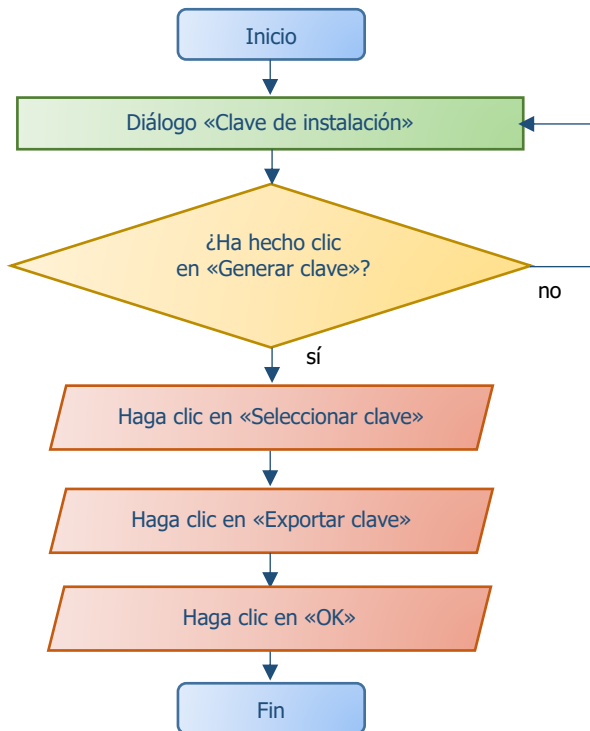 Inicio
Diálogo «Clave de instalación»
¿Ha hecho clic
en «Generar clave»?
no
sí
Haga clic en «Seleccionar clave»
Haga clic en «Exportar clave»
Haga clic en «OK»
Fin